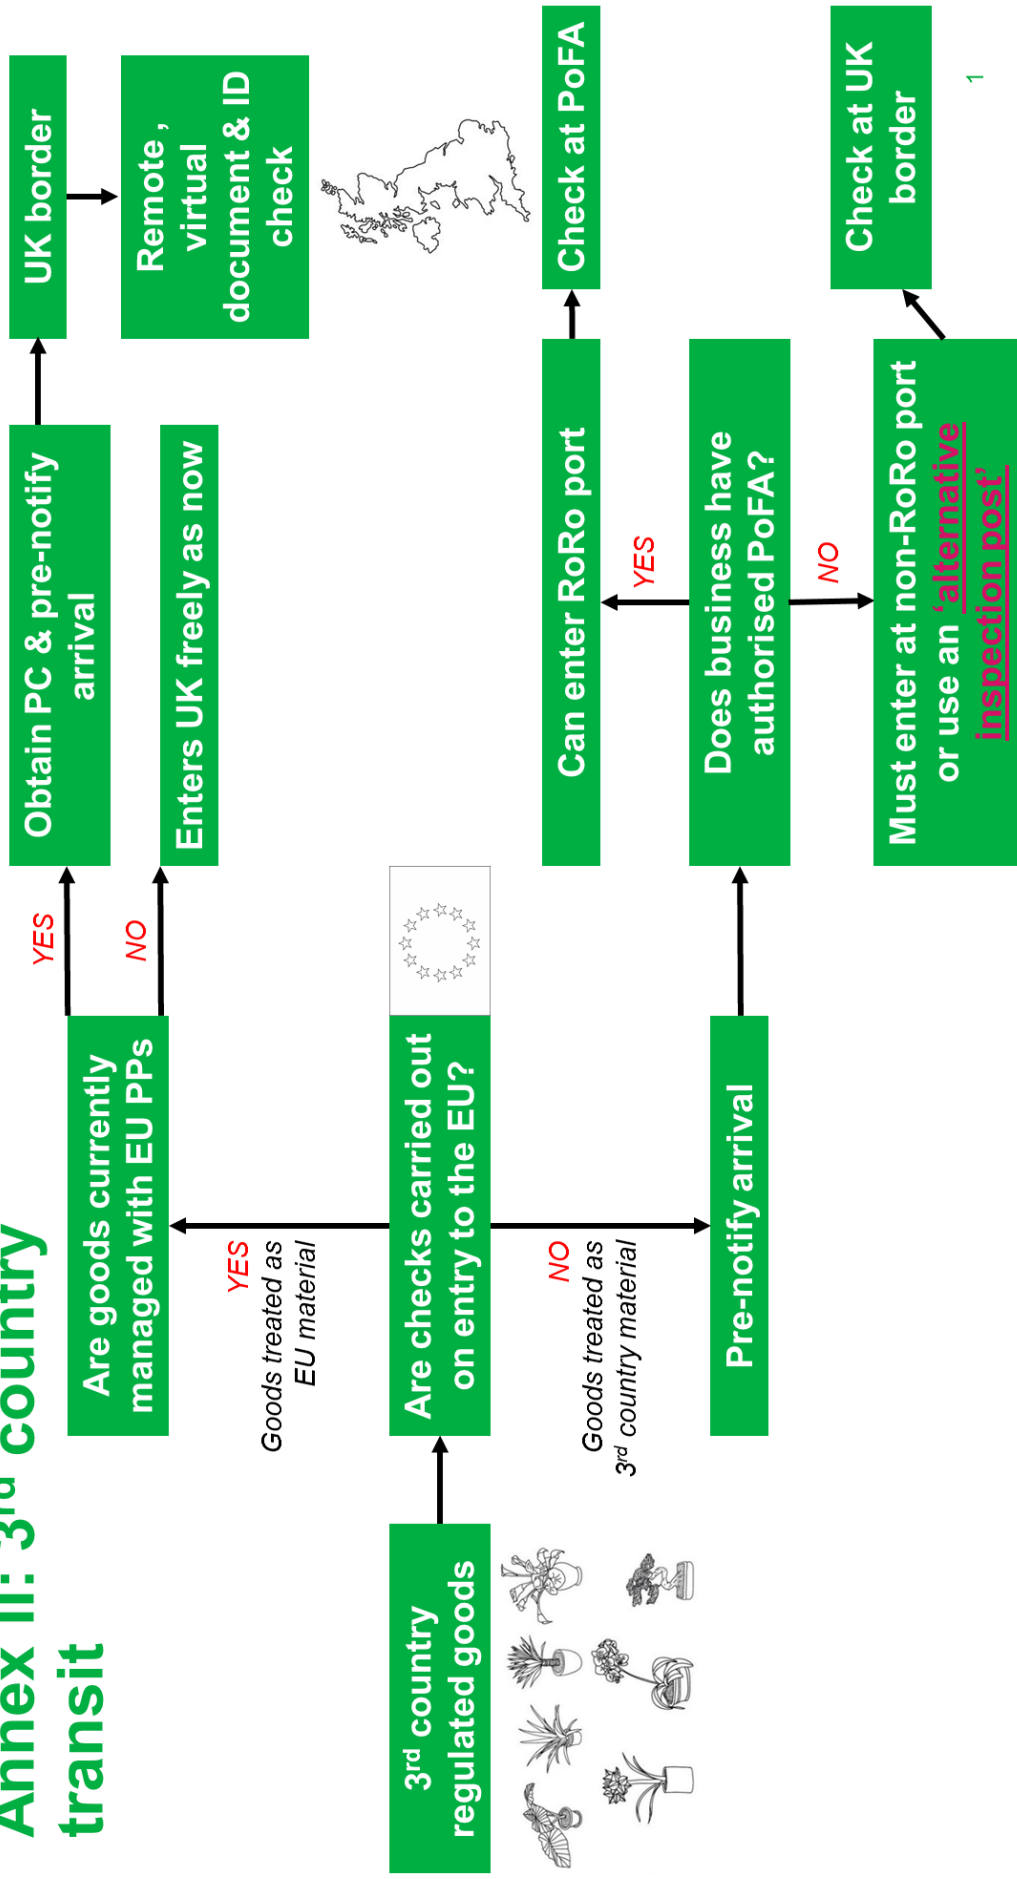 Annex II: 3rd country
transit
3rd country
regulated goods
Are checks carried out
on entry to the EU?
YES
Goods treated as
EU material
NO
Goods treated as
3rd country material
Are goods currently
managed with EU PPs
YES
NO
Obtain PC & pre-notify
arrival
Enters UK freely as now
UK border
Remote ,
virtual
document & ID
check
Pre-notify arrival
Does business have
authorised PoFA?
YES
NO
Can enter RoRo port
Check at PoFA
Must enter at non-RoRo port
or use an ‘alternative
inspection post’
Check at UK
border
1